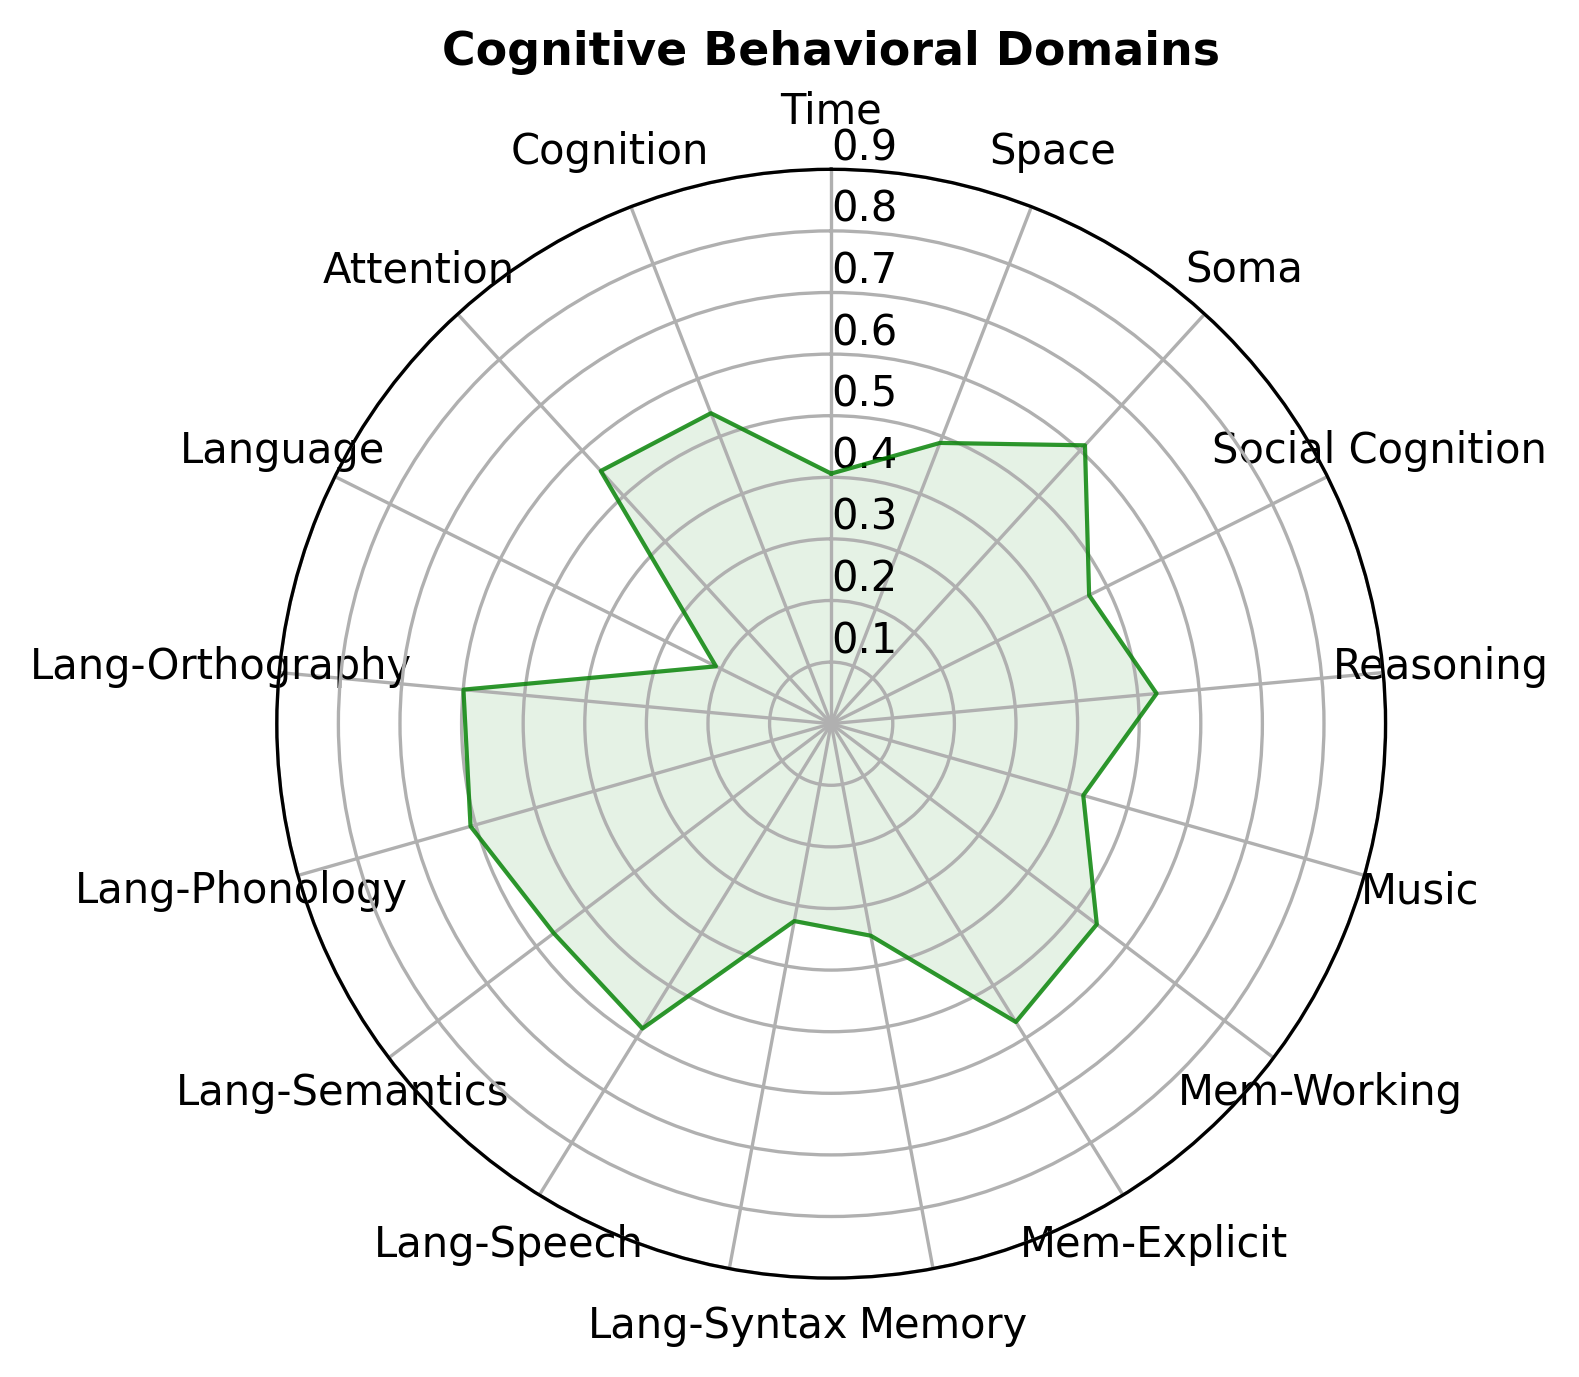 Cognitive Behavioral Domains
Time
0.9
Cognition
Space
0.8
Attention
0.7
Soma
0.6
0.5
Language
0.4
Social Cognition
0.3
0.2
0.1
Lang-Orthography
Reasoning
Lang-Phonology
Music
Lang-Semantics
Mem-Working
Lang-Speech
Mem-Explicit
Lang-Syntax
Memory